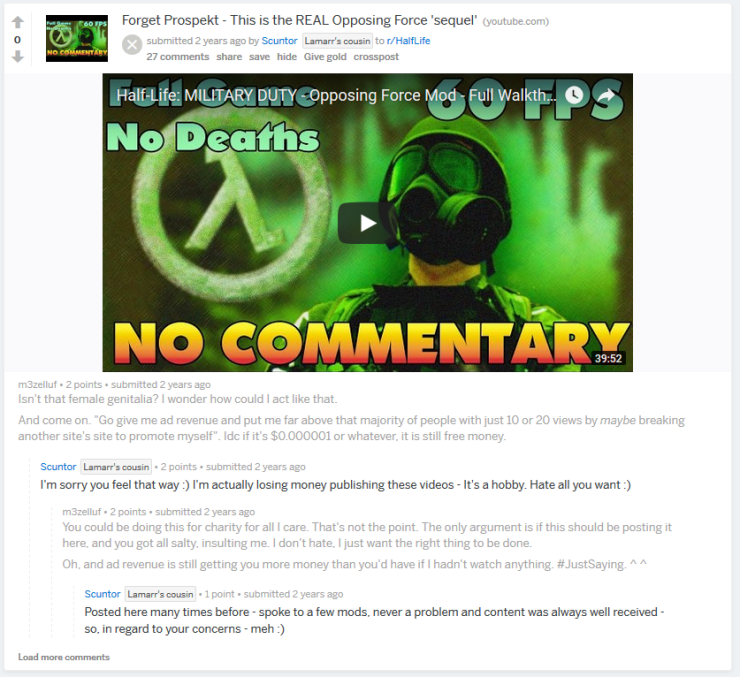 Forget Prospekt - This is the REAL Opposing Force 'sequel' (youtube.com)
0
submitted 2 years ago by Scuntor Lamarr's cousin to r/HalfLife
27 comments share save hide Give gold crosspost
Full Game 60 FPS
NO COMMENTARY
Half-Life: MILITARY DUTY - Opposing Force Mod - Full Walkth...
Full Game 60 FPS
No Deaths
NO COMMENTARY
39:52
m3zelluf • 2 points • submitted 2 years ago
Isn't that female genitalia? I wonder how could I act like that.
And come on. "Go give me ad revenue and put me far above that majority of people with just 10 or 20 views by maybe breaking
another site's site to promote myself". Idc if it's $0.000001 or whatever, it is still free money.
Scuntor Lamarr's cousin • 2 points • submitted 2 years ago
I'm sorry you feel that way :) I'm actually losing money publishing these videos - It's a hobby. Hate all you want :)
m3zelluf • 2 points • submitted 2 years ago
You could be doing this for charity for all I care. That's not the point. The only argument is if this should be posting it
here, and you got all salty, insulting me. I don't hate, I just want the right thing to be done.
Oh, and ad revenue is still getting you more money than you'd have if I hadn't watch anything. #JustSaying. ^ ^
Scuntor Lamarr's cousin • 1 point • submitted 2 years ago
Posted here many times before - spoke to a few mods, never a problem and content was always well received -
so, in regard to your concerns - meh :)
Load more comments